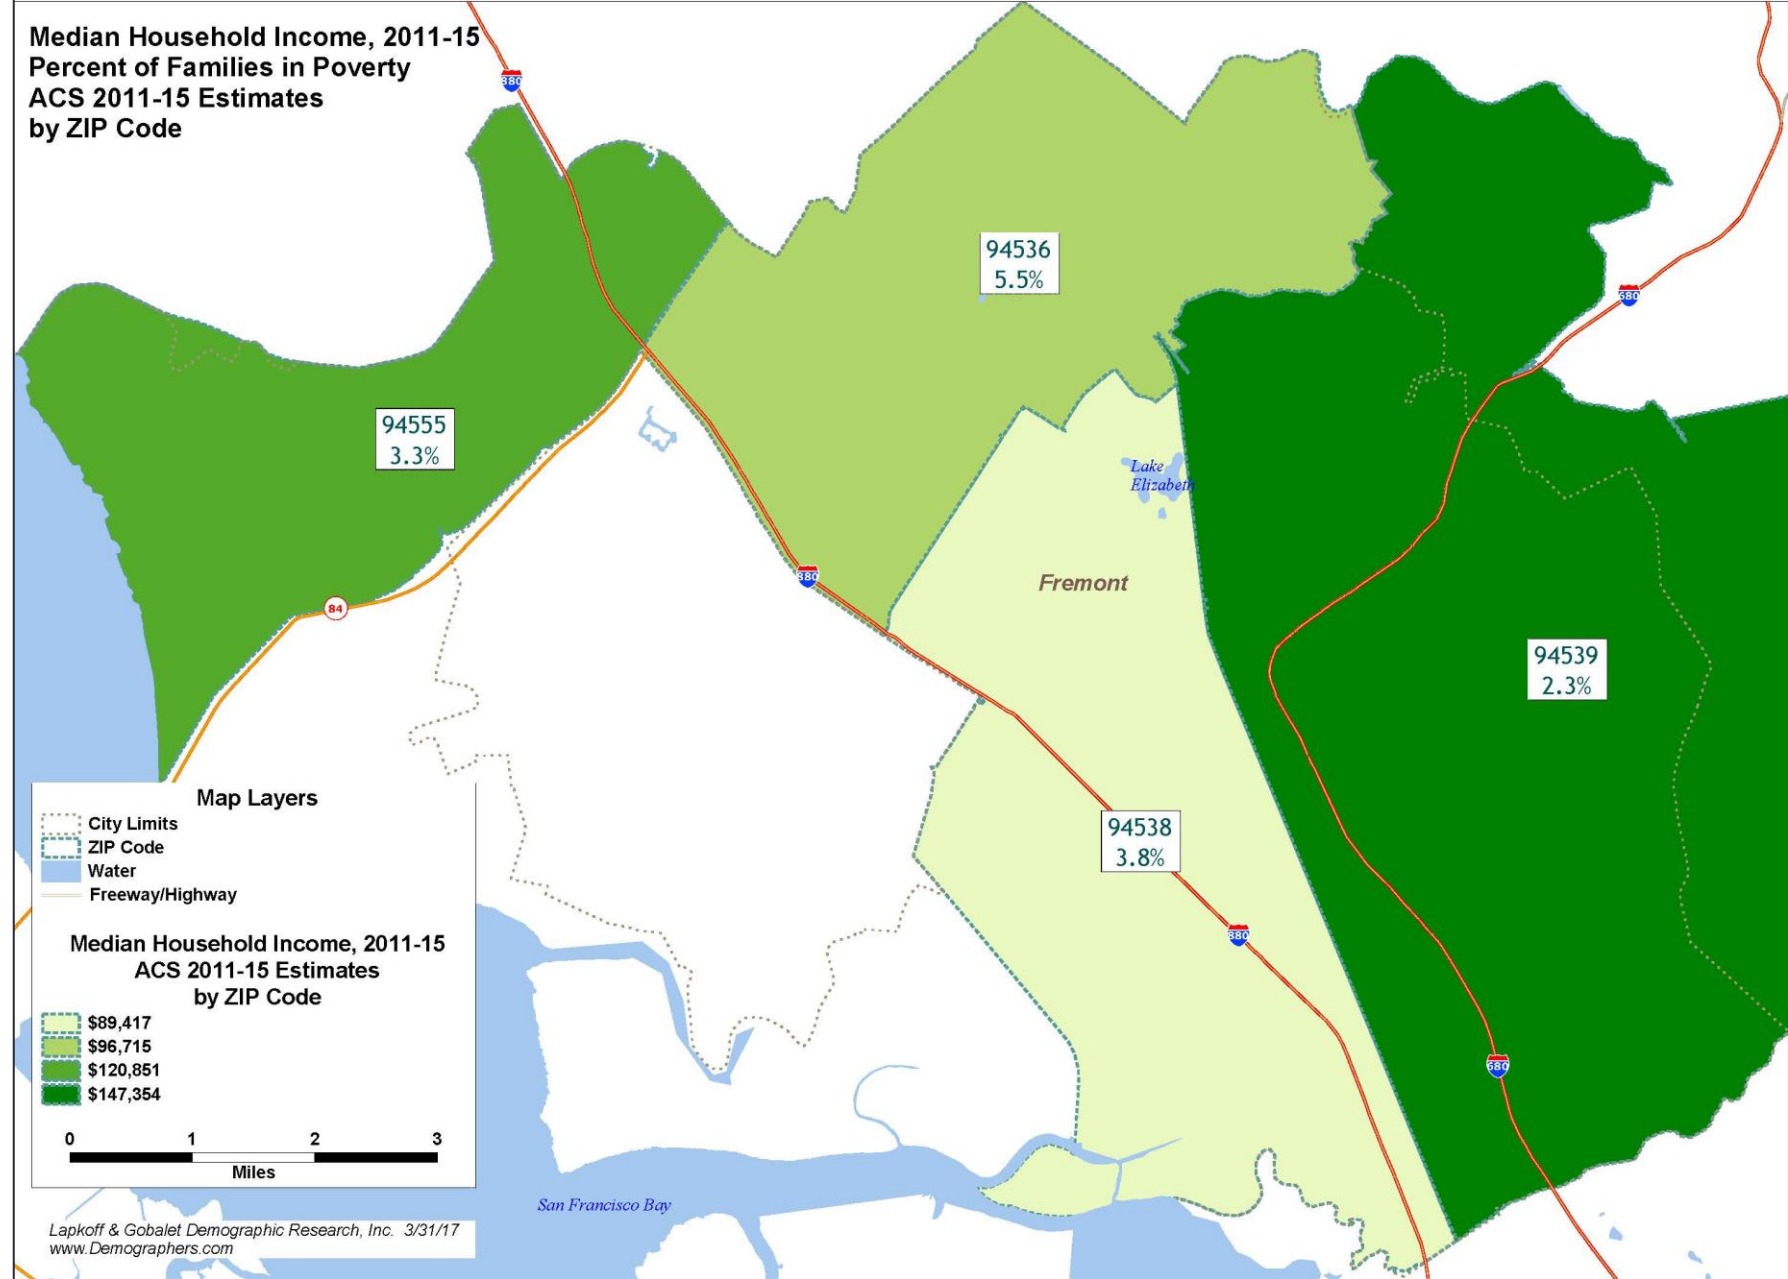 Median Household Income, 2011-15
Percent of Families in Poverty
ACS 2011-15 Estimates
by ZIP Code
880
94536
5.5%
680
94555
3.3%
Lake
Elizabeth
880
Fremont
84
94539
2.3%
94538
3.8%
880
680
Map Layers
City Limits
ZIP Code
Water
Freeway/Highway
Median Household Income, 2011-15
ACS 2011-15 Estimates
by ZIP Code
$89,417
$96,715
$120,851
$147,354
0 1 2 3
Miles
San Francisco Bay
Lapkoff & Gobalet Demographic Research, Inc. 3/31/17
www.Demographers.com